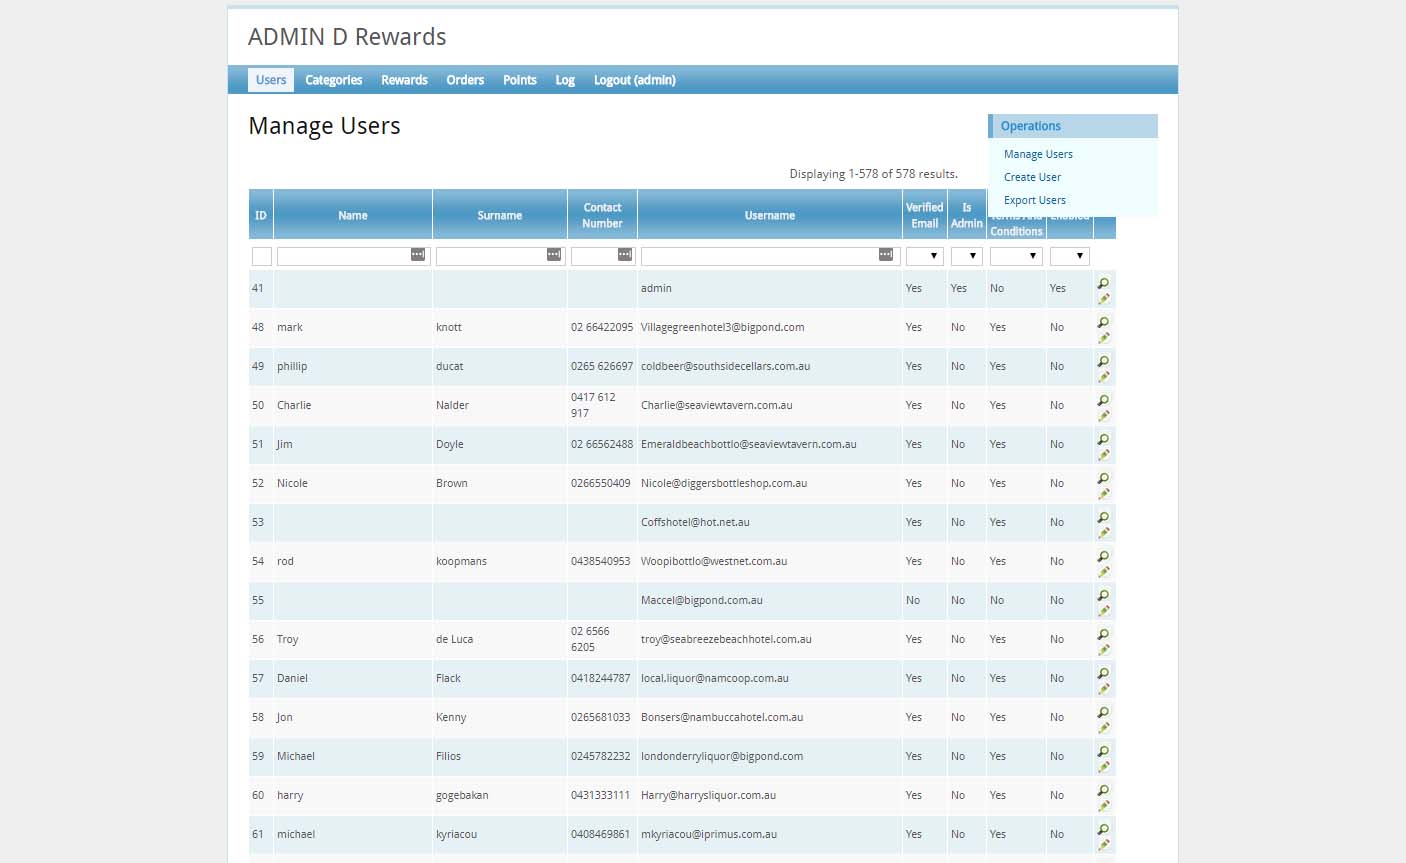 ADMIN D Rewards
Users Categories Rewards Orders Points Log Logout (admin)
Manage Users
Operations
Manage Users
Create User
Export Users
Displaying 1-578 of 578 results.
ID Name Surname Contact Number Username Verified Email Is Admin Terms And Conditions Enabled
41 admin Yes Yes No Yes
48 mark knott 02 66422095 Villagegreenhotel3@bigpond.com Yes No Yes No
49 phillip ducat 0265 626697 coldbeer@southsidecellars.com.au Yes No Yes No
50 Charlie Nalder 0417 612 917 Charlie@seaviewtavern.com.au Yes No Yes No
51 Jim Doyle 02 66562488 Emeraldbeachbottlo@seaviewtavern.com.au Yes No Yes No
52 Nicole Brown 0266550409 Nicole@diggersbottleshop.com.au Yes No Yes No
53 Coffshotel@hot.net.au Yes No Yes No
54 rod koopmans 0438540953 Woopibottlo@westnet.com.au Yes No Yes No
55 Maccel@bigpond.com.au No No No No
56 Troy de Luca 02 6566 6205 troy@seabreezebeachhotel.com.au Yes No Yes No
57 Daniel Flack 0418244787 local.liquor@namcoop.com.au Yes No Yes No
58 Jon Kenny 0265681033 Bonsers@nambuccahotel.com.au Yes No Yes No
59 Michael Filios 0245782232 londonderryliquor@bigpond.com Yes No Yes No
60 harry gogebakan 0431333111 Harry@harrysliquor.com.au Yes No Yes No
61 michael kyriacou 0408469861 mkyriacou@iprimus.com.au Yes No Yes No